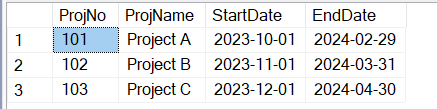 ProjNo ProjName StartDate EndDate
1 101 Project A 2023-10-01 2024-02-29
2 102 Project B 2023-11-01 2024-03-31
3 103 Project C 2023-12-01 2024-04-30